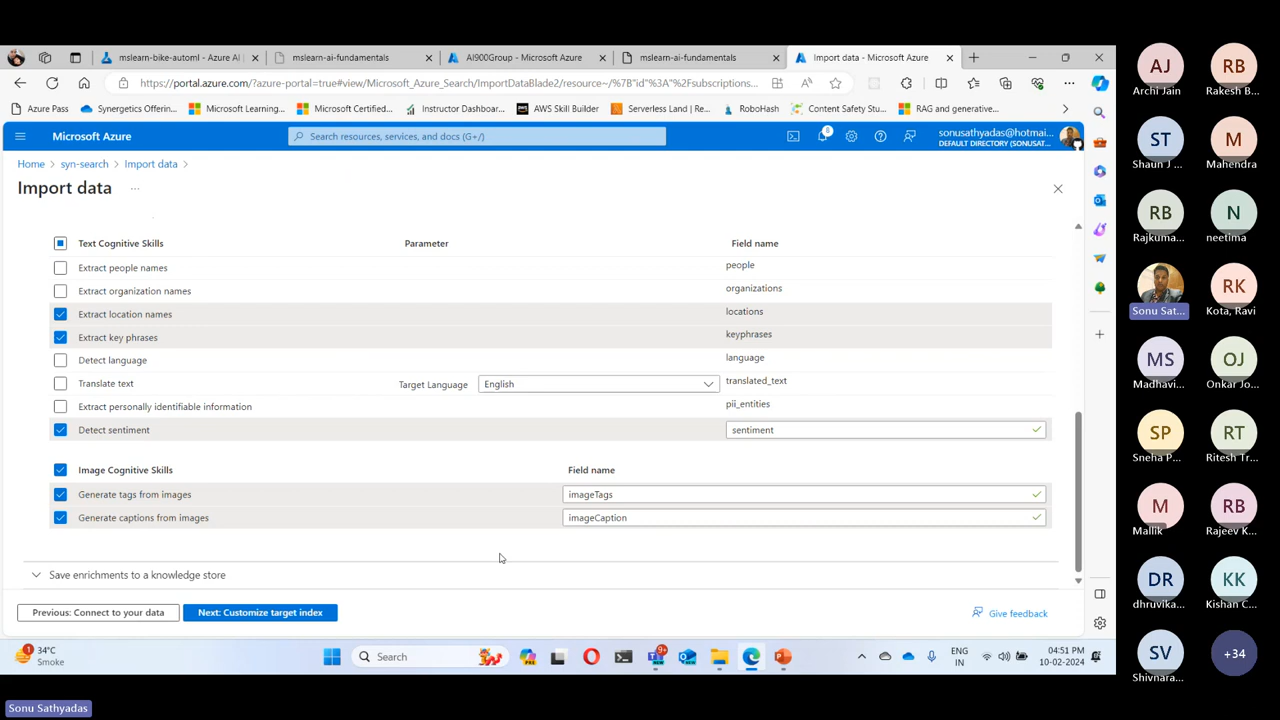 mslearn-bike-automl - Azure AI
mslearn-ai-fundamentals
AI900Group - Microsoft Azure
mslearn-ai-fundamentals
Import data - Microsoft Azure
https://portal.azure.com/?azure-portal=true#view/Microsoft_Azure_Search/ImportDataBlade2/resource~/%7B"id"%3A"%2Fsubscriptions...
Azure Pass
Synergetics Offering...
Microsoft Learning...
Microsoft Certified...
Instructor Dashboar...
AWS Skill Builder
Serverless Land | Re...
RoboHash
Content Safety Stu...
RAG and generative...
Microsoft Azure
Search resources, services, and docs (G+/)
8
sonusathyadas@hotmai...
DEFAULT DIRECTORY (SONUSAT...
Home
syn-search
Import data
Import data
Text Cognitive Skills
Parameter
Field name
Extract people names
people
Extract organization names
organizations
Extract location names
locations
Extract key phrases
keyphrases
Detect language
language
Translate text
Target Language
English
translated_text
Extract personally identifiable information
pii_entities
Detect sentiment
sentiment
Image Cognitive Skills
Field name
Generate tags from images
imageTags
Generate captions from images
imageCaption
Save enrichments to a knowledge store
Previous: Connect to your data
Next: Customize target index
Give feedback
1
34°C
Smoke
Search
9+
ENG
IN
04:51 PM
10-02-2024
Sonu Sathyadas
AJ
Archi Jain
RB
Rakesh B...
ST
Shaun J ...
M
Mahendra
RB
Rajkuma...
N
neetima
Sonu Sat...
RK
Kota, Ravi
MS
Madhavi...
OJ
Onkar Jo...
SP
Sneha P...
RT
Ritesh Tr...
M
Mallik
RB
Rajeev K...
DR
dhruvika...
KK
Kishan C...
SV
Shivnara...
+34